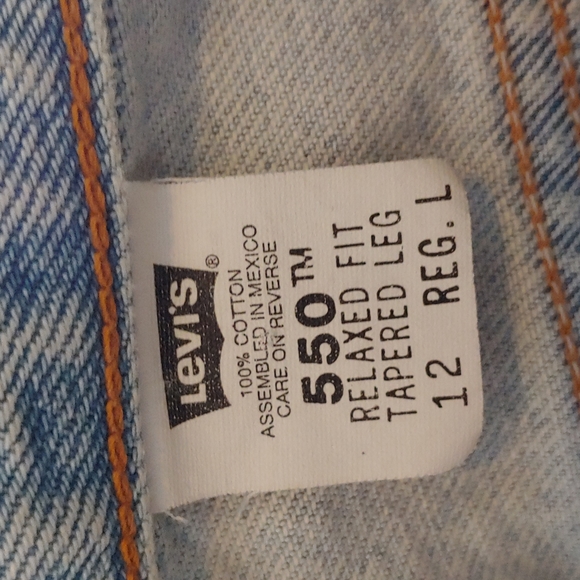 Levi's®
100% COTTON
ASSEMBLED IN MEXICO
CARE ON REVERSE
550™
RELAXED FIT
TAPERED LEG
12 REG. L